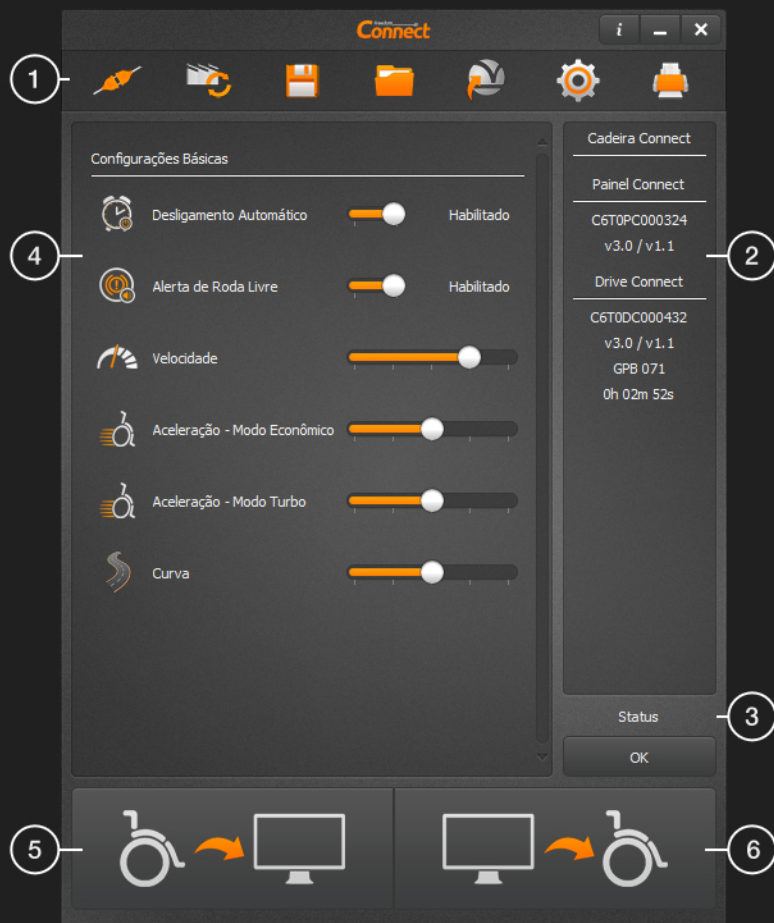 Connect
i
1
Configurações Básicas
Desligamento Automático
Habilitado
Alerta de Roda Livre
Habilitado
Velocidade
Aceleração - Modo Econômico
Aceleração - Modo Turbo
Curva
4
Cadeira Connect
Painel Connect
C6T0PC000324
v3.0 / v1.1
Drive Connect
C6T0DC000432
v3.0 / v1.1
GPB 071
0h 02m 52s
2
Status
3
OK
5
6